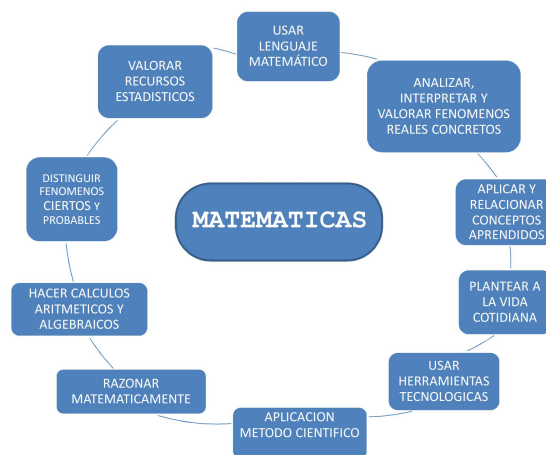 USAR
LENGUAJE
MATEMÁTICO
ANALIZAR,
INTERPRETAR Y
VALORAR FENOMENOS
REALES CONCRETOS
APLICAR Y
RELACIONAR
CONCEPTOS
APRENDIDOS
PLANTEAR A
LA VIDA
COTIDIANA
USAR
HERRAMIENTAS
TECNOLOGICAS
APLICACION
METODO CIENTIFICO
RAZONAR
MATEMATICAMENTE
HACER CALCULOS
ARITMETICOS Y
ALGEBRAICOS
DISTINGUIR
FENOMENOS
CIERTOS Y
PROBABLES
VALORAR
RECURSOS
ESTADISTICOS
MATEMATICAS